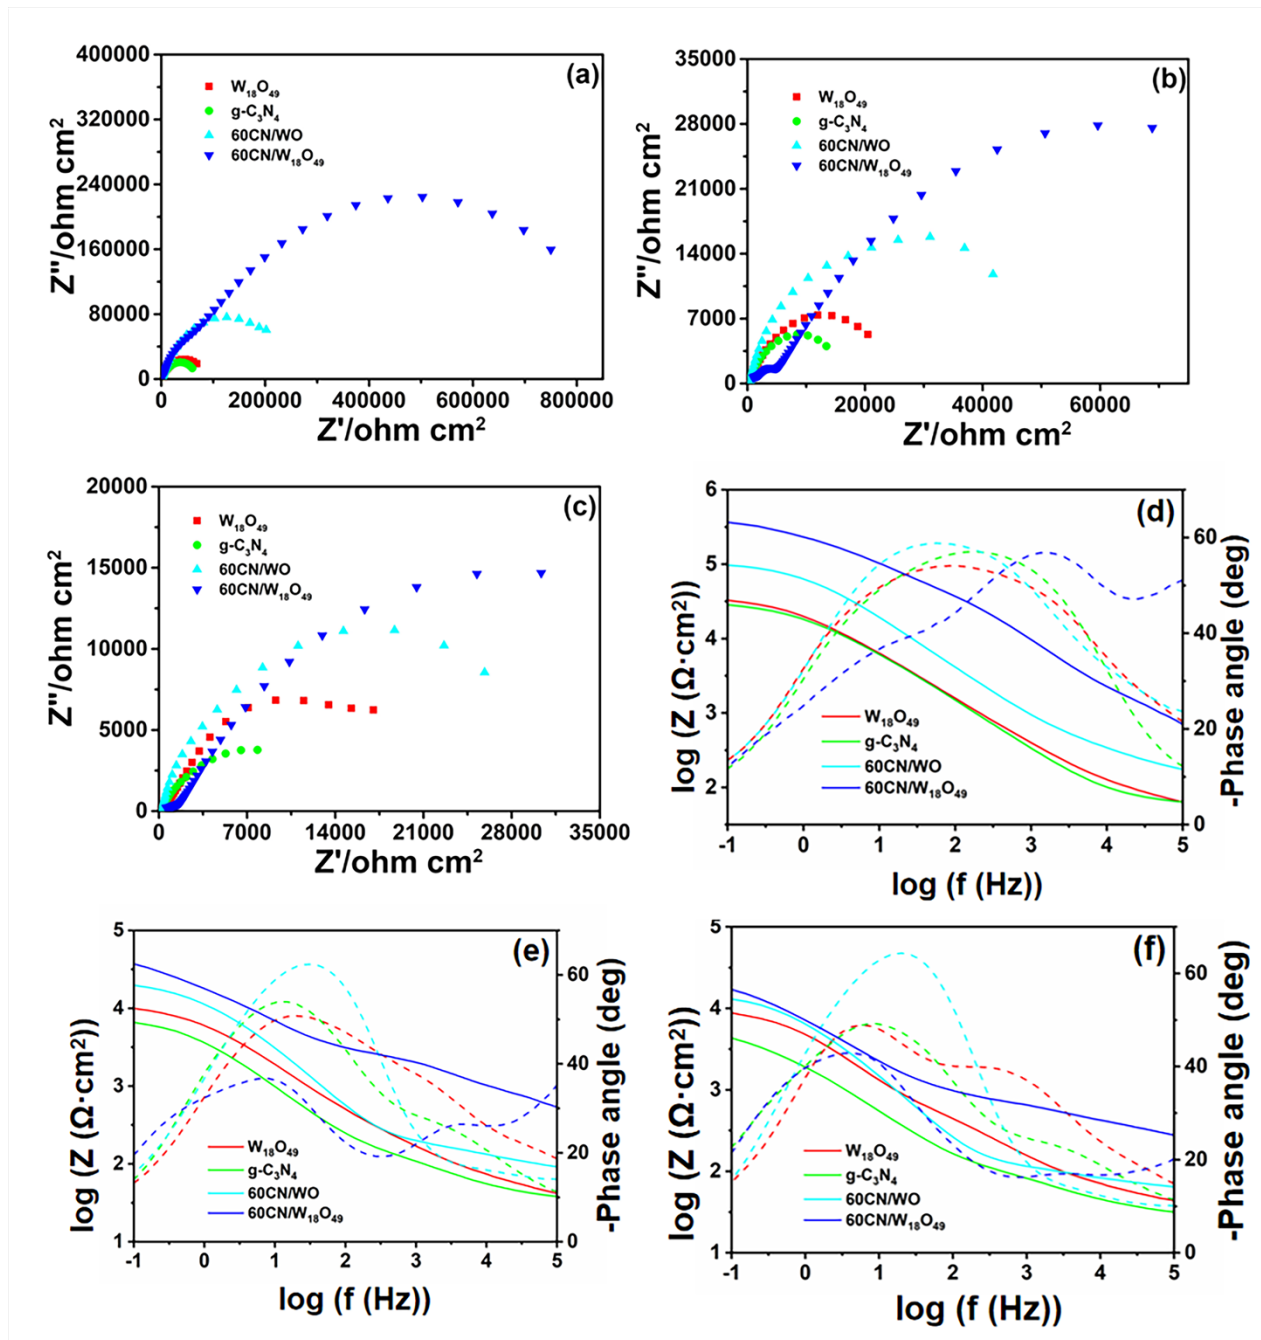 (a)
W18O49
g-C3N4
60CN/WO
60CN/W18O49
400000
320000
240000
160000
80000
0
Z''/ohm cm2
0 200000 400000 600000 800000
Z'/ohm cm2
(b)
W18O49
g-C3N4
60CN/WO
60CN/W18O49
35000
28000
21000
14000
7000
0
Z''/ohm cm2
0 20000 40000 60000
Z'/ohm cm2
(c)
W18O49
g-C3N4
60CN/WO
60CN/W18O49
20000
15000
10000
5000
0
Z''/ohm cm2
0 7000 14000 21000 28000 35000
Z'/ohm cm2
(d)
6
5
4
3
2
log (Z (Ω·cm2))
W18O49
g-C3N4
60CN/WO
60CN/W18O49
60
40
20
0
-Phase angle (deg)
-1 0 1 2 3 4 5
log (f (Hz))
(e)
5
4
3
2
1
log (Z (Ω·cm2))
W18O49
g-C3N4
60CN/WO
60CN/W18O49
60
40
20
0
-Phase angle (deg)
-1 0 1 2 3 4 5
log (f (Hz))
(f)
5
4
3
2
1
log (Z (Ω·cm2))
W18O49
g-C3N4
60CN/WO
60CN/W18O49
60
40
20
0
-Phase angle (deg)
-1 0 1 2 3 4 5
log (f (Hz))